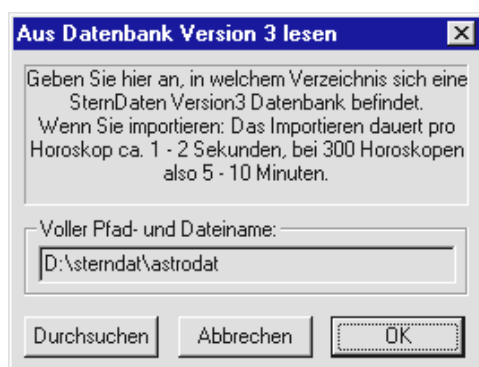 Aus Datenbank Version 3 lesen
Geben Sie hier an, in welchem Verzeichnis sich eine
SternDaten Version3 Datenbank befindet.
Wenn Sie importieren: Das Importieren dauert pro
Horoskop ca. 1 - 2 Sekunden, bei 300 Horoskopen
also 5 - 10 Minuten.
Voller Pfad- und Dateiname:
D:\sterndat\astrodat
Durchsuchen Abbrechen OK